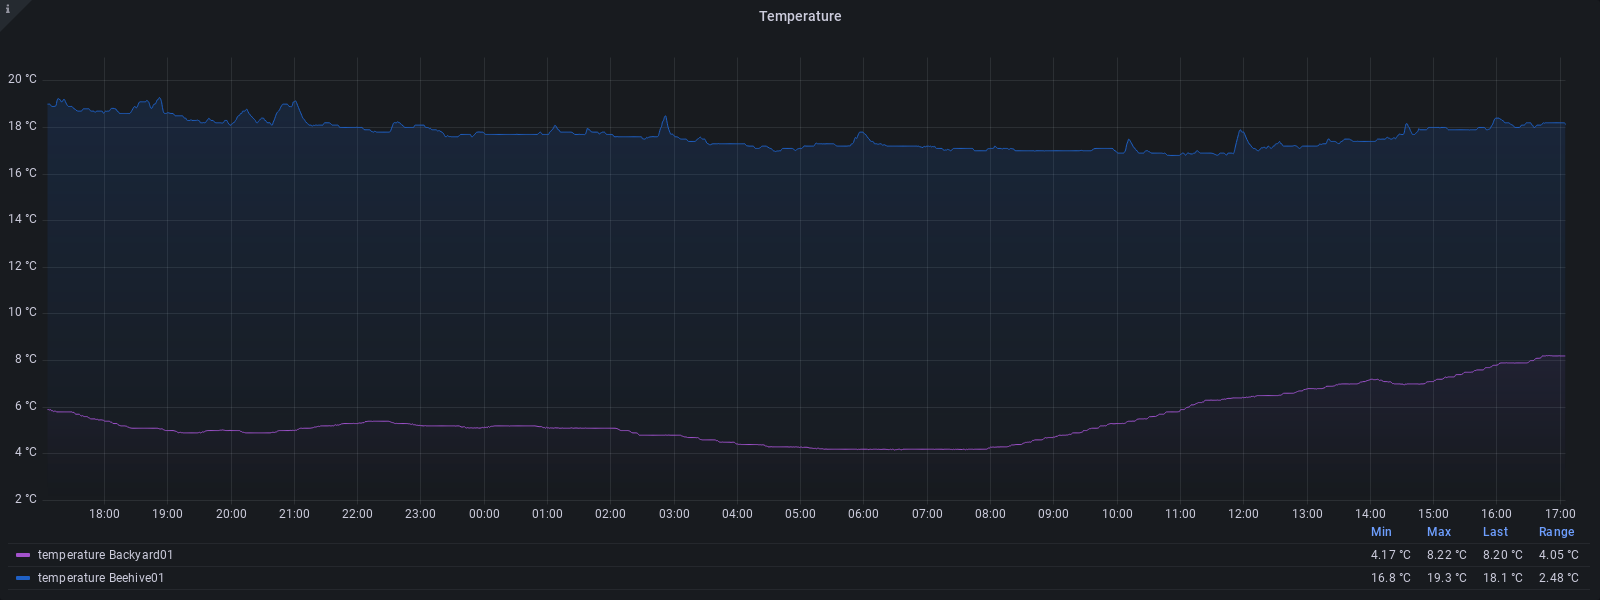 i
Temperature
20 °C
18 °C
16 °C
14 °C
12 °C
10 °C
8 °C
6 °C
4 °C
2 °C
18:00 19:00 20:00 21:00 22:00 23:00 00:00 01:00 02:00 03:00 04:00 05:00 06:00 07:00 08:00 09:00 10:00 11:00 12:00 13:00 14:00 15:00 16:00 17:00
Min Max Last Range
temperature Backyard01 4.17 °C 8.22 °C 8.20 °C 4.05 °C
temperature Beehive01 16.8 °C 19.3 °C 18.1 °C 2.48 °C